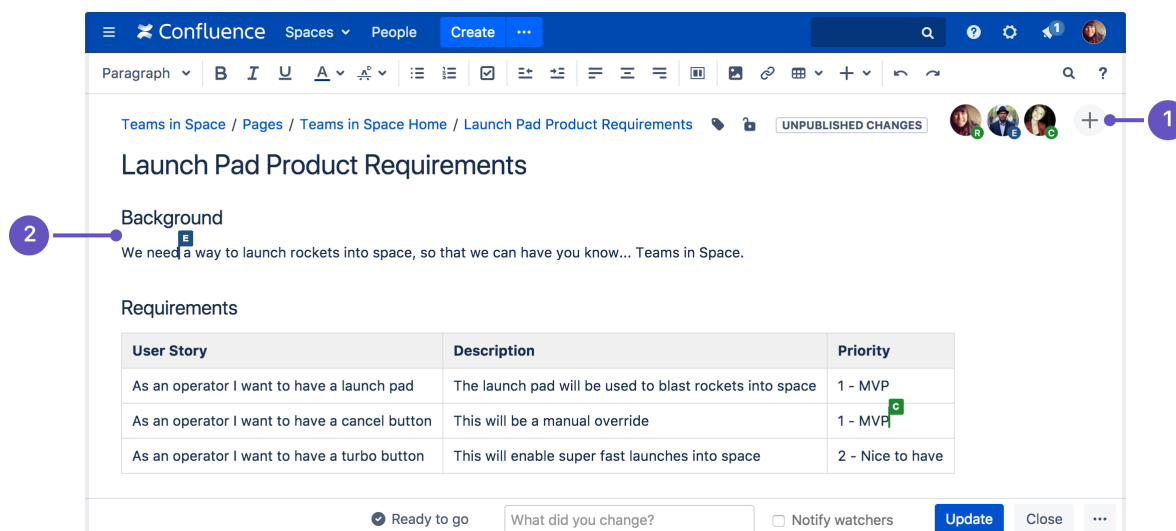 Confluence Spaces People Create ... 1
Paragraph B I U A ?
Teams in Space / Pages / Teams in Space Home / Launch Pad Product Requirements UNPUBLISHED CHANGES R E C 1
Launch Pad Product Requirements
Background
2
E
We need a way to launch rockets into space, so that we can have you know... Teams in Space.
Requirements
User Story Description Priority
As an operator I want to have a launch pad The launch pad will be used to blast rockets into space 1 - MVP
C
As an operator I want to have a cancel button This will be a manual override 1 - MVP
As an operator I want to have a turbo button This will enable super fast launches into space 2 - Nice to have
Ready to go What did you change? Notify watchers Update Close ...